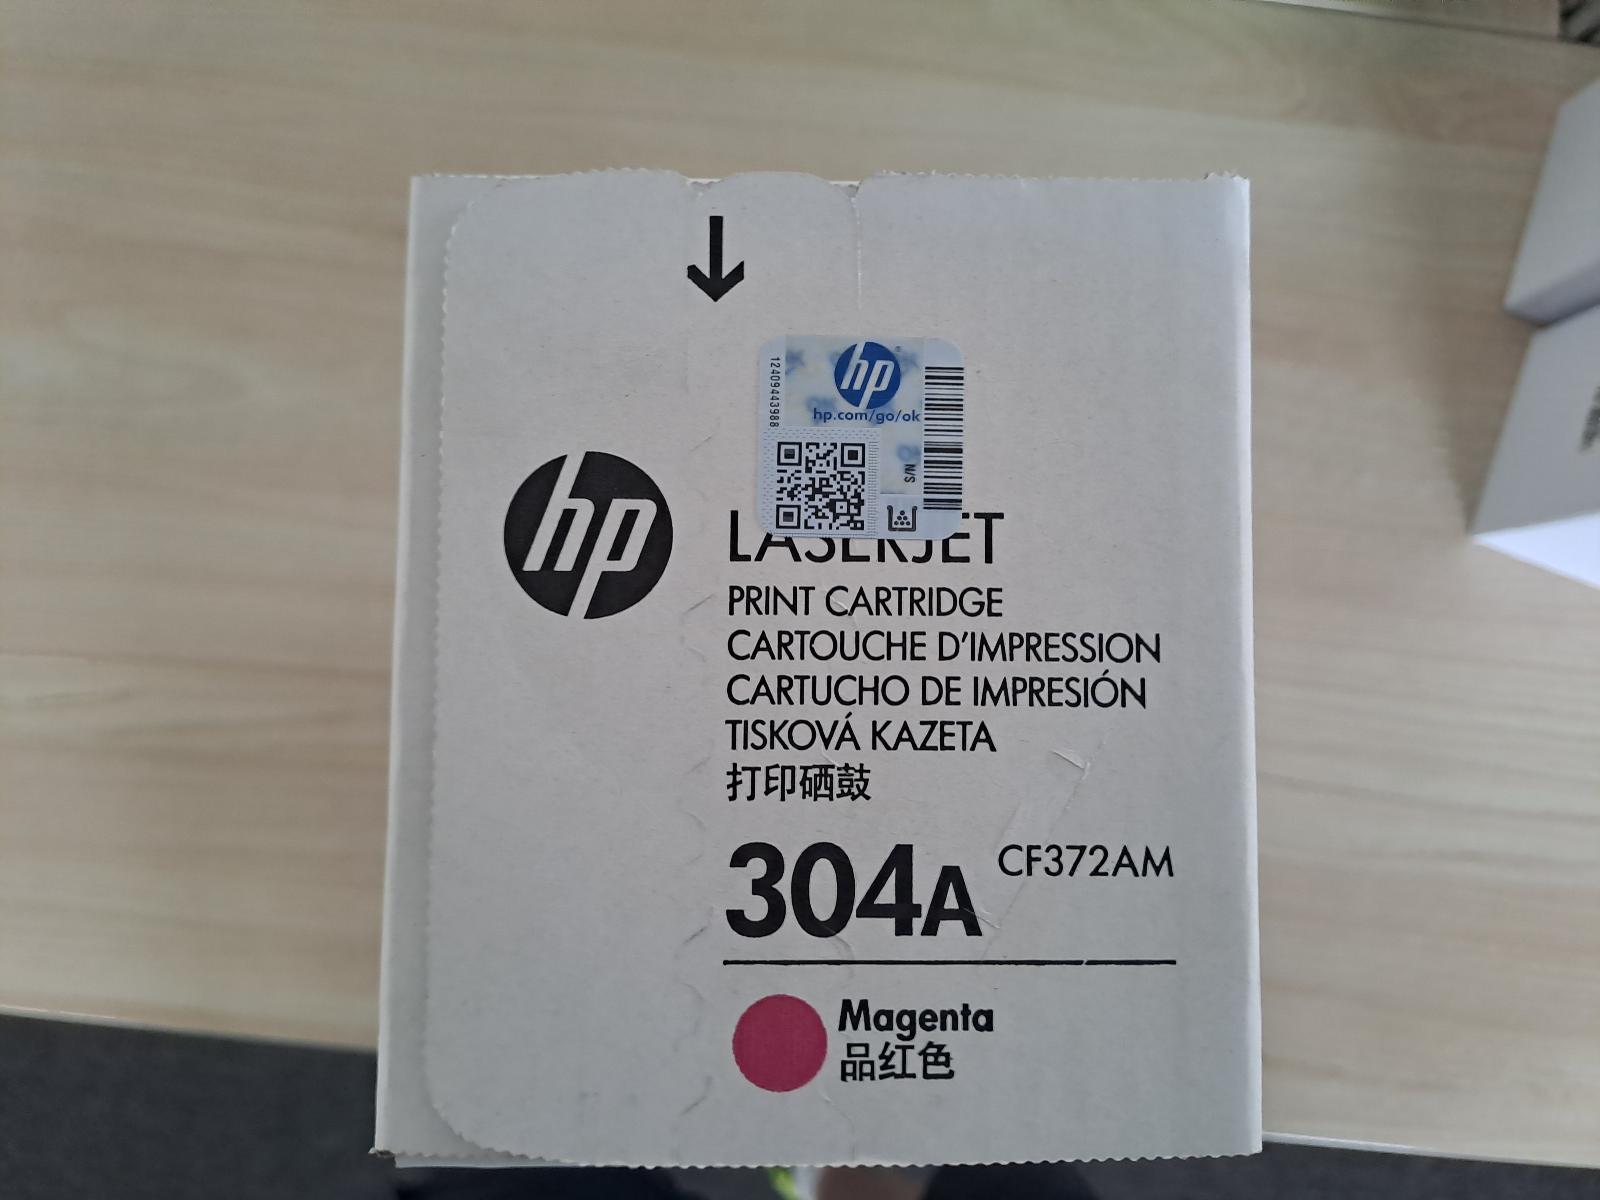 12409443988
hp
hp.com/go/ok
N/S
hp
LASERJET
PRINT CARTRIDGE
CARTOUCHE D'IMPRESSION
CARTUCHO DE IMPRESIÓN
TISKOVÁ KAZETA
打印硒鼓
304A CF372AM
Magenta
品红色